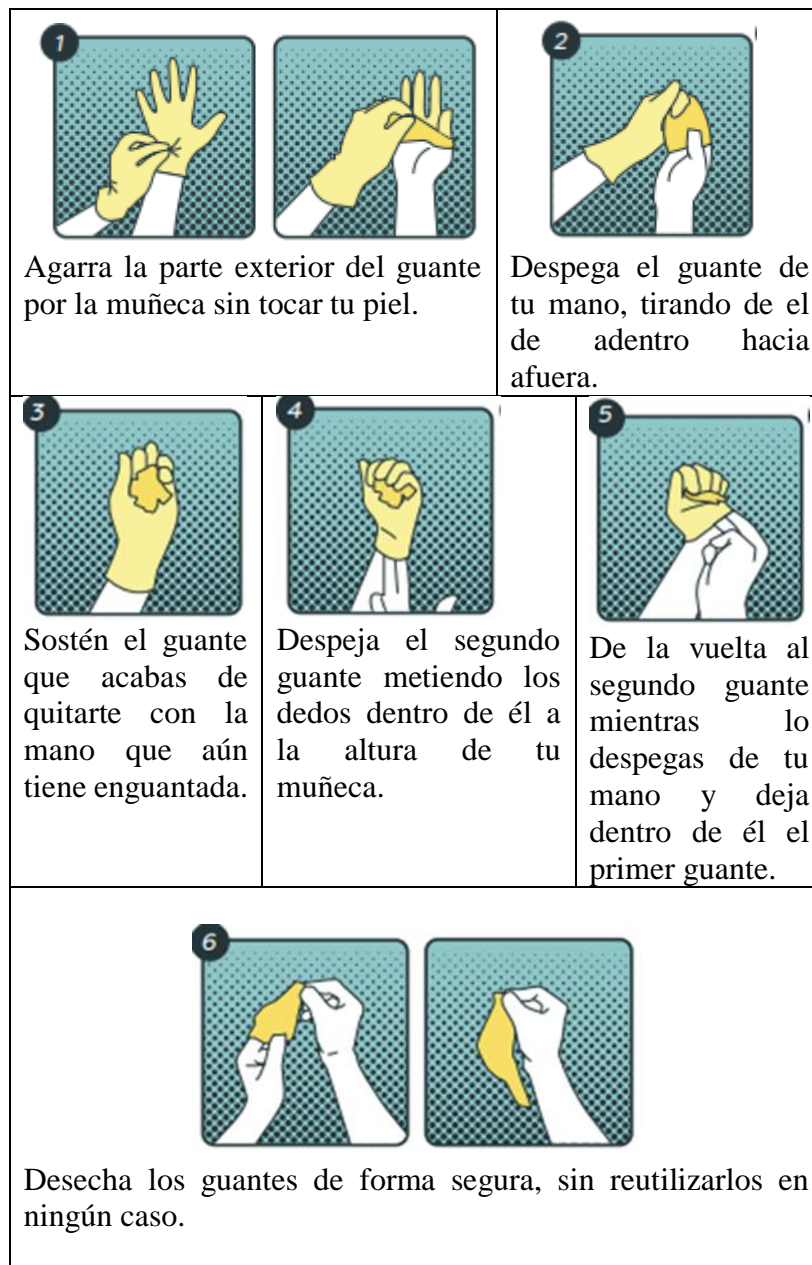 1
Agarra la parte exterior del guante
por la muñeca sin tocar tu piel.
2
Despega el guante de
tu mano, tirando de el
de adentro hacia
afuera.
3
Sostén el guante
que acabas de
quitarte con la
mano que aún
tiene enguantada.
4
Despeja el segundo
guante metiendo los
dedos dentro de él a
la altura de tu
muñeca.
5
De la vuelta al
segundo guante
mientras lo
despegas de tu
mano y deja
dentro de él el
primer guante.
6
Desecha los guantes de forma segura, sin reutilizarlos en
ningún caso.